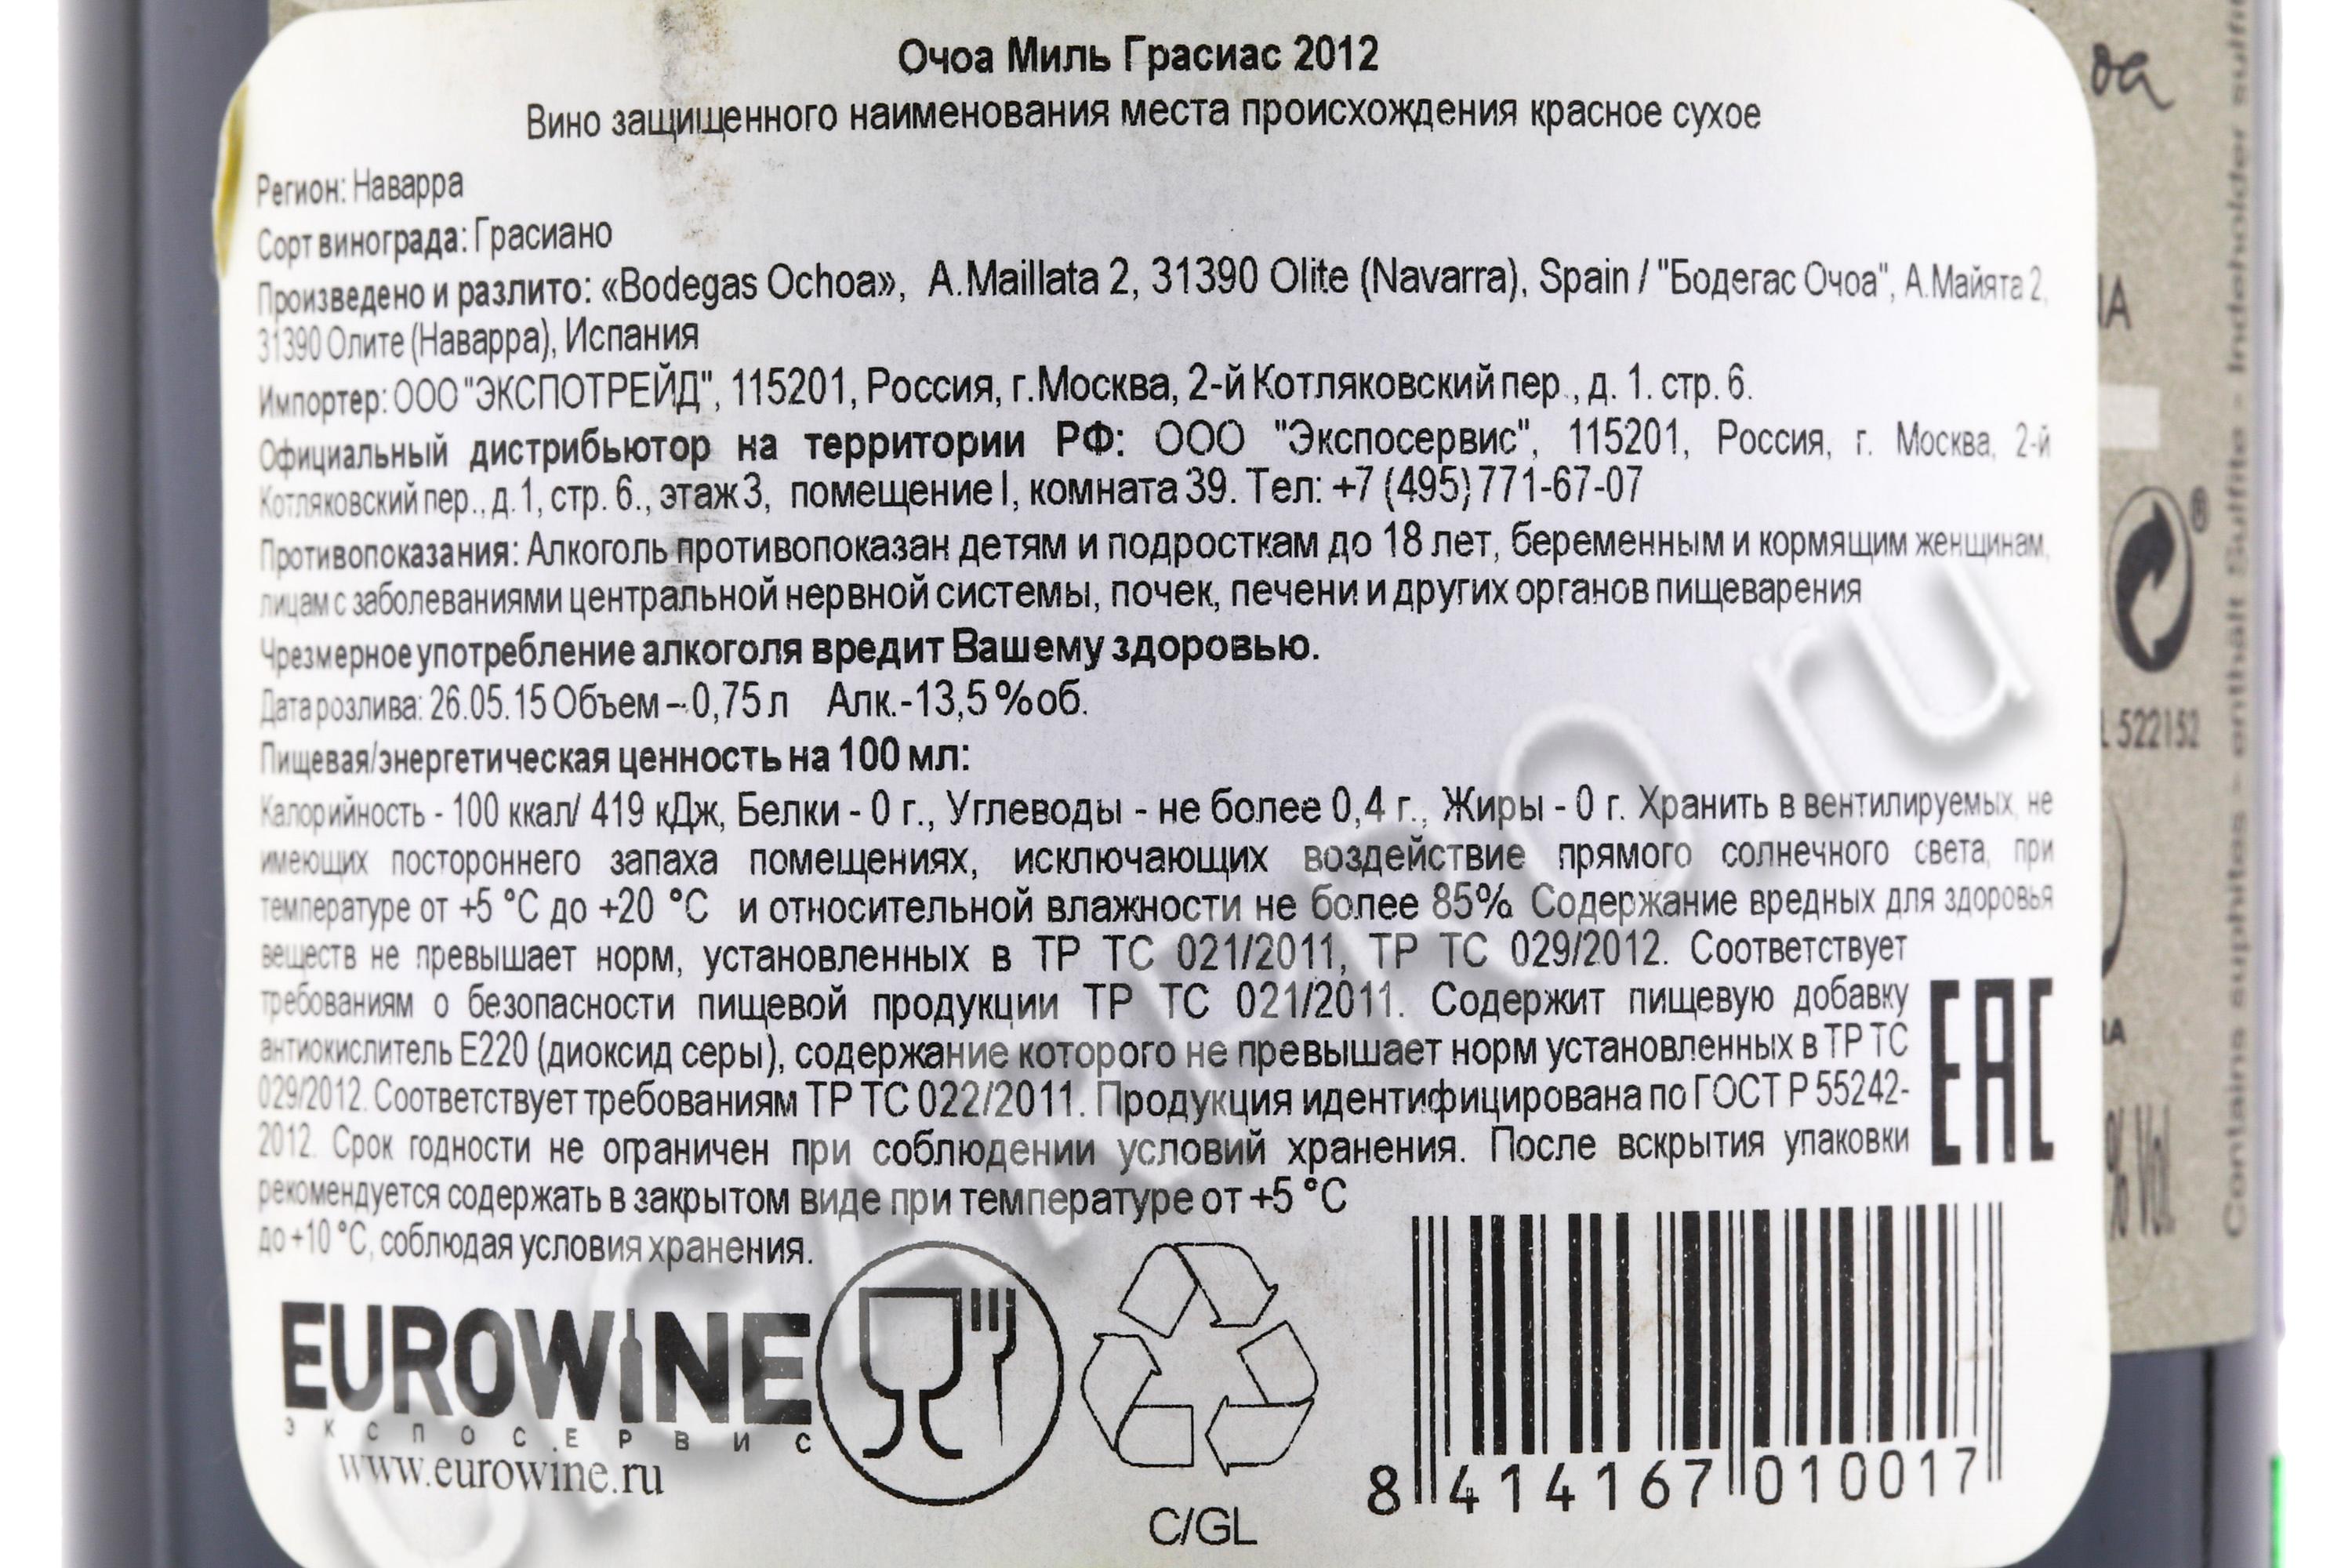 Очоа Миль Грасиас 2012
Вино защищенного наименования места происхождения красное сухое
Регион: Наварра
Сорт винограда: Грасиано
Произведено и разлито: «Bodegas Ochoa», A.Maillata 2, 31390 Olite (Navarra), Spain / "Бодегас Очоа", А.Майята 2,
31390 Олите (Наварра), Испания
Импортер: ООО "ЭКСПОТРЕЙД", 115201, Россия, г.Москва, 2-й Котляковский пер., д. 1. стр. 6.
Официальный дистрибьютор на территории РФ: ООО "Экспосервис", 115201, Россия, г. Москва, 2-й
Котляковский пер., д. 1, стр. 6., этаж 3, помещение I, комната 39. Тел: +7 (495) 771-67-07
Противопоказания: Алкоголь противопоказан детям и подросткам до 18 лет, беременным и кормящим женщинам,
лицам с заболеваниями центральной нервной системы, почек, печени и других органов пищеварения
Чрезмерное употребление алкоголя вредит Вашему здоровью.
Дата розлива: 26.05.15 Объем – 0,75 л Алк.-13,5 % об.
Пищевая/энергетическая ценность на 100 мл:
Калорийность - 100 ккал/ 419 кДж, Белки - 0 г., Углеводы - не более 0,4 г., Жиры - 0 г. Хранить в вентилируемых, не
имеющих постороннего запаха помещениях, исключающих воздействие прямого солнечного света, при
температуре от +5 °C до +20 °C и относительной влажности не более 85%. Содержание вредных для здоровья
веществ не превышает норм, установленных в ТР ТС 021/2011, ТР ТС 029/2012. Соответствует
требованиям о безопасности пищевой продукции ТР ТС 021/2011. Содержит пищевую добавку
антиокислитель Е220 (диоксид серы), содержание которого не превышает норм установленных в ТР ТС
029/2012. Соответствует требованиям ТР ТС 022/2011. Продукция идентифицирована по ГОСТ Р 55242-
2012. Срок годности не ограничен при соблюдении условий хранения. После вскрытия упаковки
рекомендуется содержать в закрытом виде при температуре от +5 °C
до +10 °C, соблюдая условия хранения.
EAC
EUROWINE
ЭКСПОСЕРВИС
www.eurowine.ru
C/GL
8 414167 010017
522152
% Vol
Contains sulphites - enthält Sulfite - Indeholder sulfit
CIGARPRO.ru